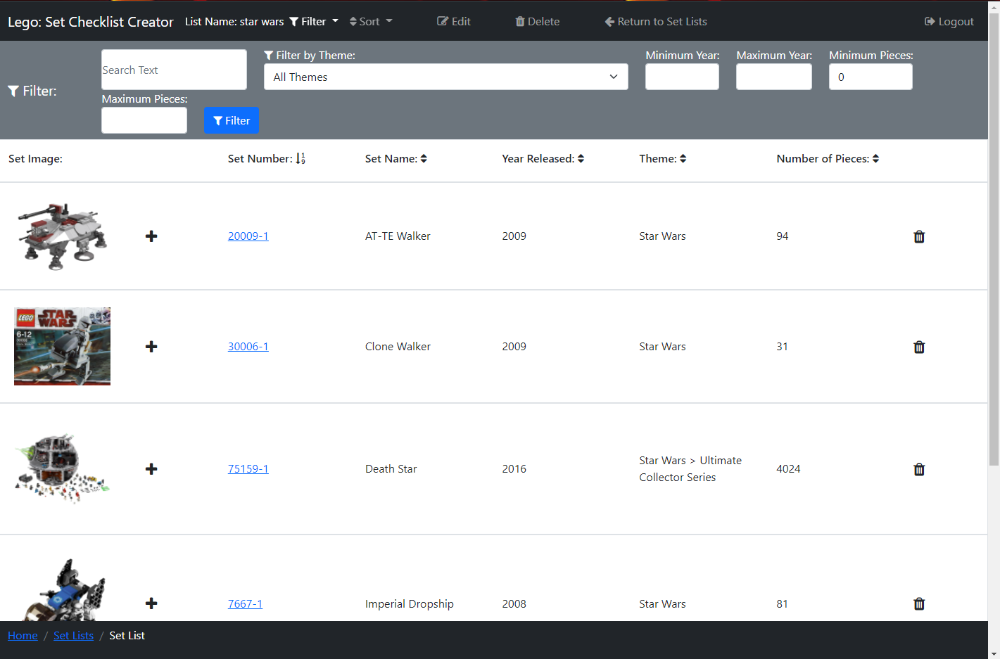 Lego: Set Checklist Creator List Name: star wars Filter Sort Edit Delete Return to Set Lists Logout
Filter:
Search Text
Filter by Theme:
All Themes
Minimum Year:
Maximum Year:
Minimum Pieces:
0
Maximum Pieces:
Filter
Set Image: Set Number: Set Name: Year Released: Theme: Number of Pieces:
20009-1 AT-TE Walker 2009 Star Wars 94
LEGO STAR WARS
6-12
30006-1 Clone Walker 2009 Star Wars 31
75159-1 Death Star 2016 Star Wars > Ultimate Collector Series 4024
7667-1 Imperial Dropship 2008 Star Wars 81
Home / Set Lists / Set List